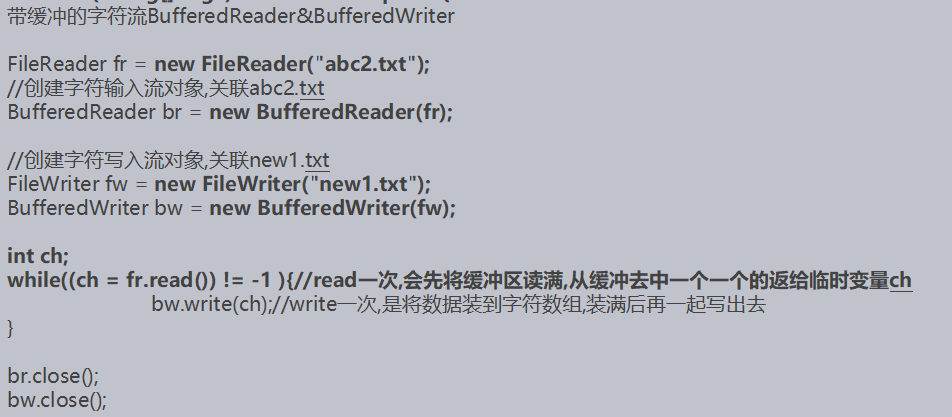 带缓冲的字符流BufferedReader&BufferedWriter
FileReader fr = new FileReader("abc2.txt");
//创建字符输入流对象,关联abc2.txt
BufferedReader br = new BufferedReader(fr);
//创建字符写入流对象,关联new1.txt
FileWriter fw = new FileWriter("new1.txt");
BufferedWriter bw = new BufferedWriter(fw);
int ch;
while((ch = fr.read()) != -1 ){//read一次,会先将缓冲区读满,从缓冲去中一个一个的返给临时变量ch
bw.write(ch);//write一次,是将数据装到字符数组,装满后再一起写出去
}
br.close();
bw.close();